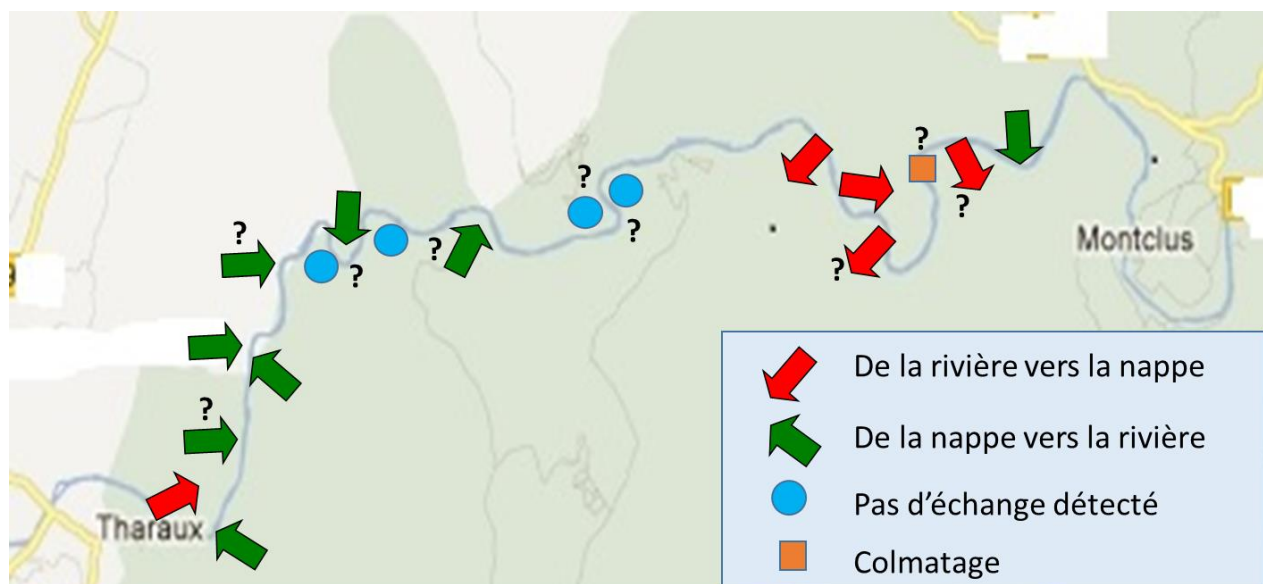 ?
?
?
?
?
?
?
?
?
?
Montclus
Tharaux
De la rivière vers la nappe
De la nappe vers la rivière
Pas d'échange détecté
Colmatage